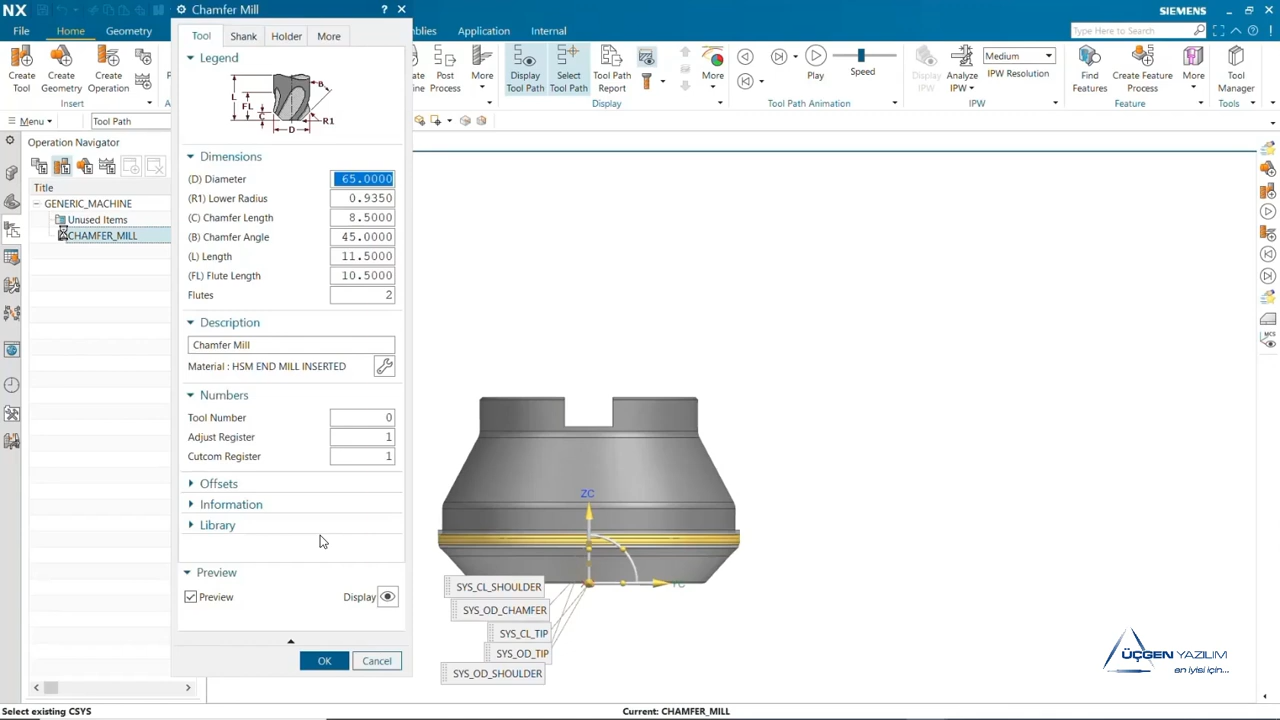 NX
SIEMENS
File
Home
Geometry
emblies
Application
Internal
Type Here to Search
Create Tool
Create Geometry
Create Operation
Insert
Post Process
More
Display Tool Path
Select Tool Path
Tool Path Report
More
Display
Play
Speed
Tool Path Animation
Display IPW
Analyze IPW
Medium
IPW Resolution
IPW
Find Features
Create Feature Process
More
Feature
Tool Manager
Tools
Menu
Tool Path
Operation Navigator
Title
GENERIC_MACHINE
Unused Items
CHAMFER_MILL
Chamfer Mill
Tool
Shank
Holder
More
Legend
L
FL
C
D
B
R1
Dimensions
(D) Diameter 65.0000
(R1) Lower Radius 0.9350
(C) Chamfer Length 8.5000
(B) Chamfer Angle 45.0000
(L) Length 11.5000
(FL) Flute Length 10.5000
Flutes 2
Description
Chamfer Mill
Material : HSM END MILL INSERTED
Numbers
Tool Number 0
Adjust Register 1
Cutcom Register 1
Offsets
Information
Library
Preview
Preview
Display
OK
Cancel
ZC
YC
SYS_CL_SHOULDER
SYS_OD_CHAMFER
SYS_CL_TIP
SYS_OD_TIP
SYS_OD_SHOULDER
MCS
ÜÇGEN YAZILIM
en iyisi için...
Select existing CSYS
Current: CHAMFER_MILL